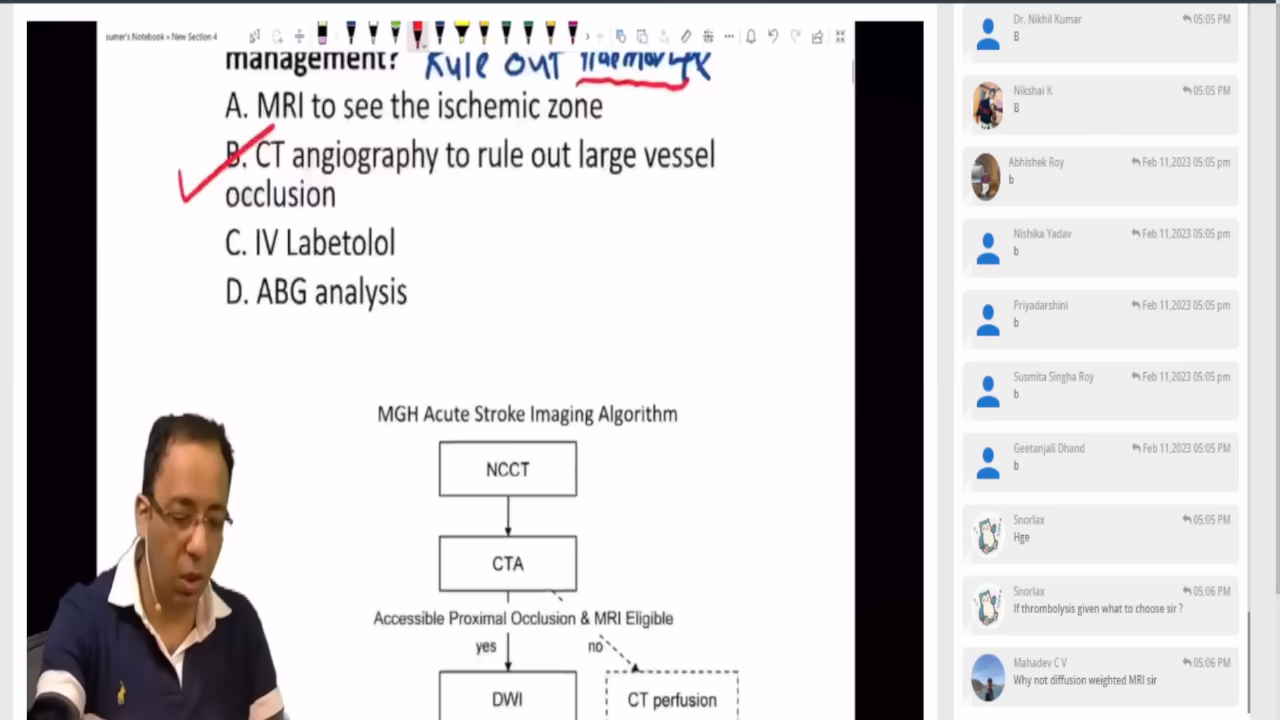 sumer's Notebook » New Section 4
management? Rule out
A. MRI to see the ischemic zone
B. CT angiography to rule out large vessel
occlusion
C. IV Labetolol
D. ABG analysis
MGH Acute Stroke Imaging Algorithm
NCCT
CTA
Accessible Proximal Occlusion & MRI Eligible
yes
no
DWI
CT perfusion
Dr. Nikhil Kumar
05:05 PM
B
Nikshai K
05:05 PM
B
Abhishek Roy
Feb 11,2023 05:05 pm
b
Nishika Yadav
Feb 11,2023 05:05 pm
b
Priyadarshini
Feb 11,2023 05:05 pm
b
Susmita Singha Roy
Feb 11,2023 05:05 pm
b
Geetanjali Dhand
Feb 11,2023 05:05 pm
b
Snorlax
05:05 PM
Hge
Snorlax
05:06 PM
If thrombolysis given what to choose sir ?
Mahadev C V
05:06 PM
Why not diffusion weighted MRI sir